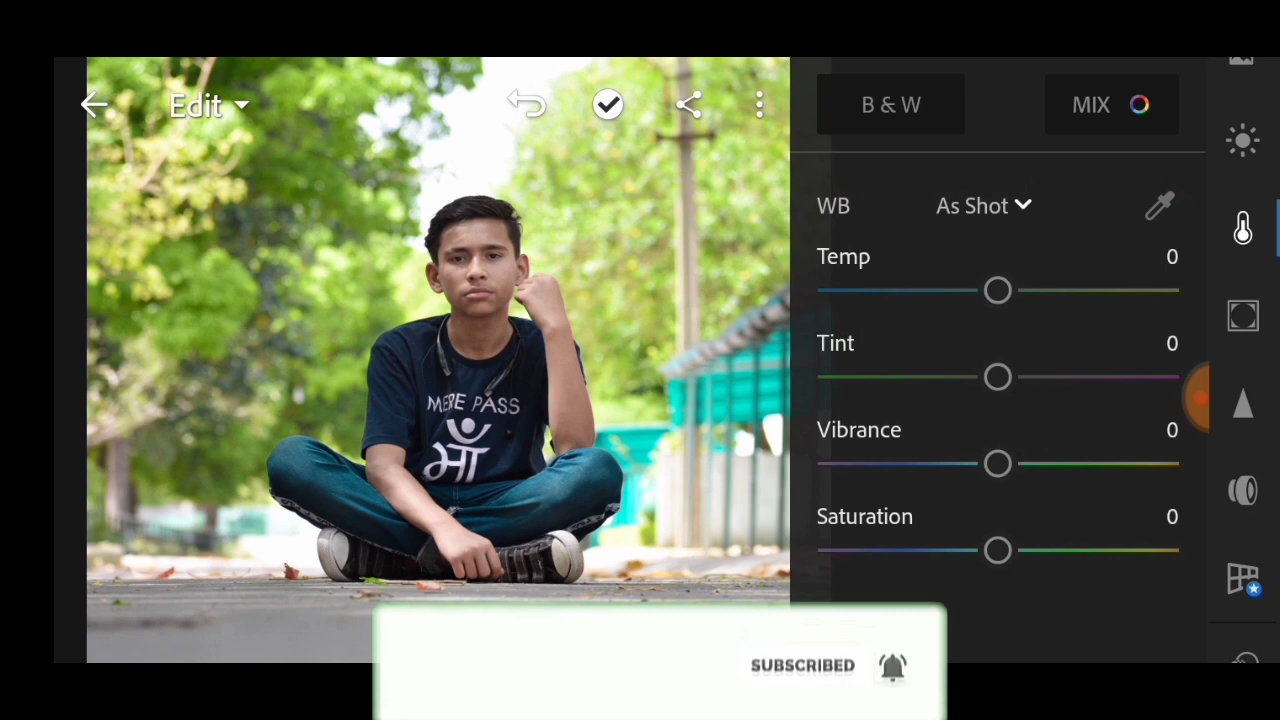 Edit
B & W
MIX
WB
As Shot
Temp
0
Tint
0
Vibrance
0
Saturation
0
MERE PASS
माँ
SUBSCRIBED